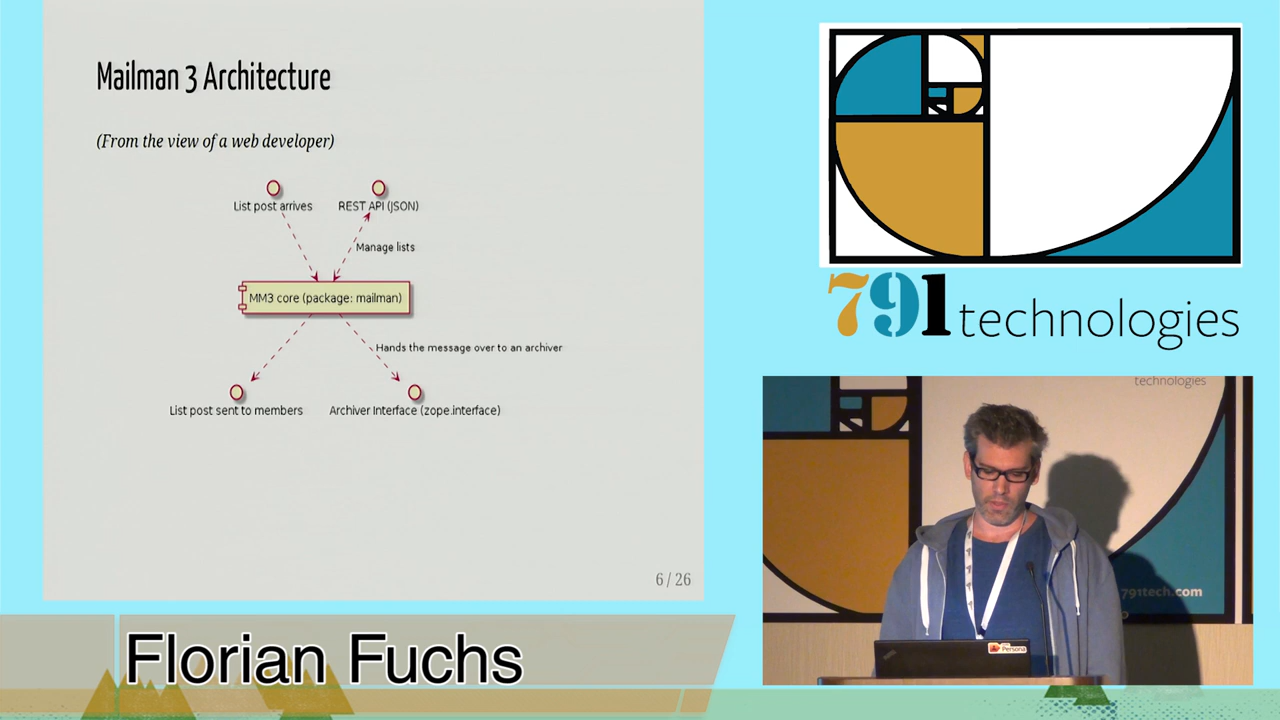 Mailman 3 Architecture
(From the view of a web developer)
List post arrives
REST API (JSON)
Manage lists
MM3 core (package: mailman)
Hands the message over to an archiver
List post sent to members
Archiver Interface (zope.interface)
6 / 26
791 technologies
technologies
791tech.com
Persona
Florian Fuchs